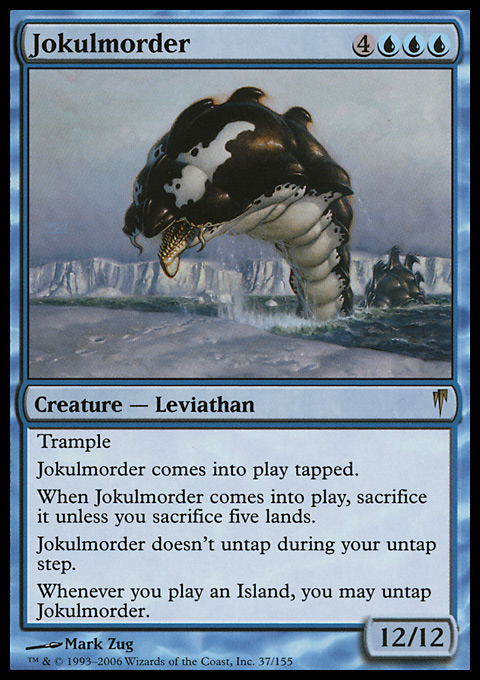 Jokulmorder 4
Creature — Leviathan
Trample
Jokulmorder comes into play tapped.
When Jokulmorder comes into play, sacrifice
it unless you sacrifice five lands.
Jokulmorder doesn't untap during your untap
step.
Whenever you play an Island, you may untap
Jokulmorder.
12/12
Mark Zug
™ & © 1993–2006 Wizards of the Coast, Inc. 37/155